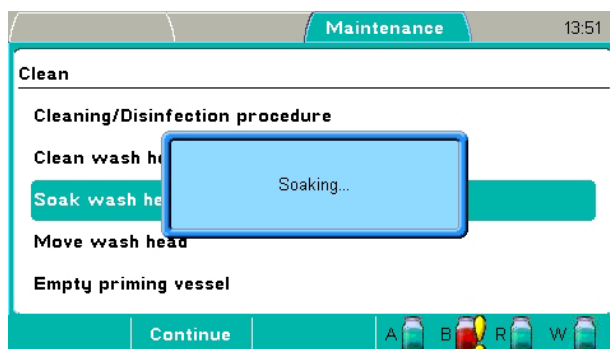 Maintenance 13:51
Clean
Cleaning/Disinfection procedure
Clean wash h
Soaking...
Soak wash he
Move wash head
Empty priming vessel
Continue A B R W